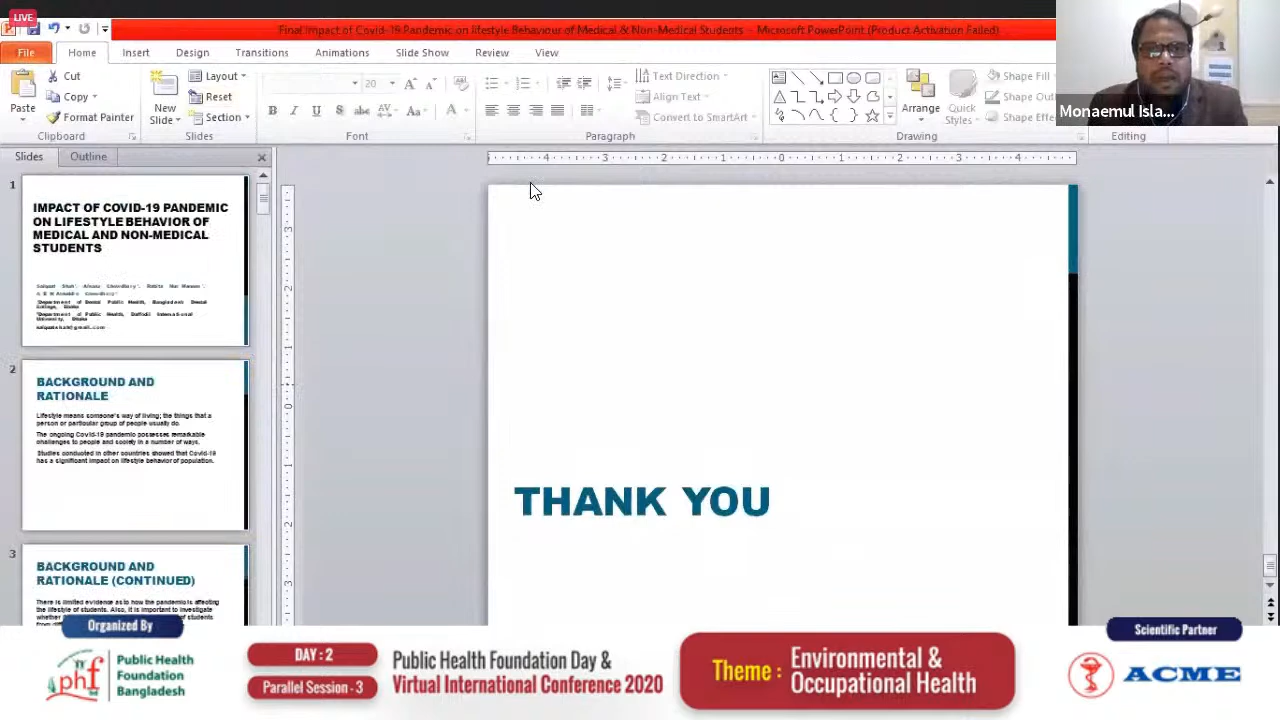 LIVE
Final Impact of Covid-19 Pandemic on lifestyle Behaviour of Medical & Non-Medical Students - Microsoft PowerPoint (Product Activation Failed)
File Home Insert Design Transitions Animations Slide Show Review View
Cut
Copy
Format Painter
Paste
Clipboard
New
Slide
Layout
Reset
Section
Slides
20
Font
Text Direction
Align Text
Convert to SmartArt
Paragraph
Arrange
Quick
Styles
Shape Fill
Shape Out
Shape Effe
Drawing
Editing
Monaemul Isla...
Slides Outline
1
IMPACT OF COVID-19 PANDEMIC
ON LIFESTYLE BEHAVIOR OF
MEDICAL AND NON-MEDICAL
STUDENTS
2
BACKGROUND AND
RATIONALE
Lifestyle means someone's way of living; the things that a
person or particular group of people usually do.
The ongoing Covid-19 pandemic possesses remarkable
challenges to people and society in a number of ways.
Studies conducted in other countries showed that Covid-19
has a significant impact on lifestyle behavior of population.
3
BACKGROUND AND
RATIONALE (CONTINUED)
There is limited evidence as to how the pandemic is affecting
the lifestyle of students. Also, it is important to investigate
whether
of students
THANK YOU
Organized By
phf
Public Health
Foundation
Bangladesh
DAY : 2
Parallel Session - 3
Public Health Foundation Day &
Virtual International Conference 2020
Theme :
Environmental &
Occupational Health
Scientific Partner
ACME